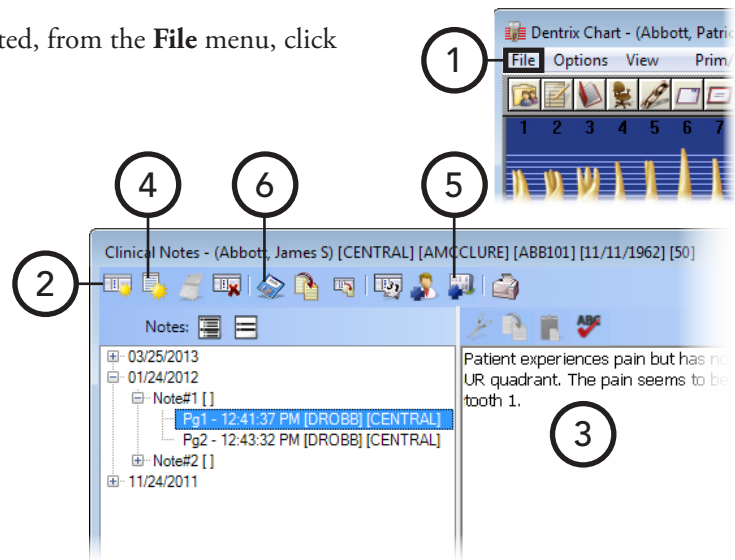 ted, from the File menu, click
Dentrix Chart - (Abbott, Patric
1
File Options View Prim/
1 2 3 4 5 6 7
4 6 5
Clinical Notes - (Abbott, James S) [CENTRAL] [AMCCLURE] [ABB101] [11/11/1962] [50]
2
Notes:
ABC
03/25/2013
01/24/2012
Note#1 [ ]
Pg1 - 12:41:37 PM [DROBB] [CENTRAL]
Pg2 - 12:43:32 PM [DROBB] [CENTRAL]
Note#2 [ ]
11/24/2011
Patient experiences pain but has no
UR quadrant. The pain seems to be
tooth 1.
3